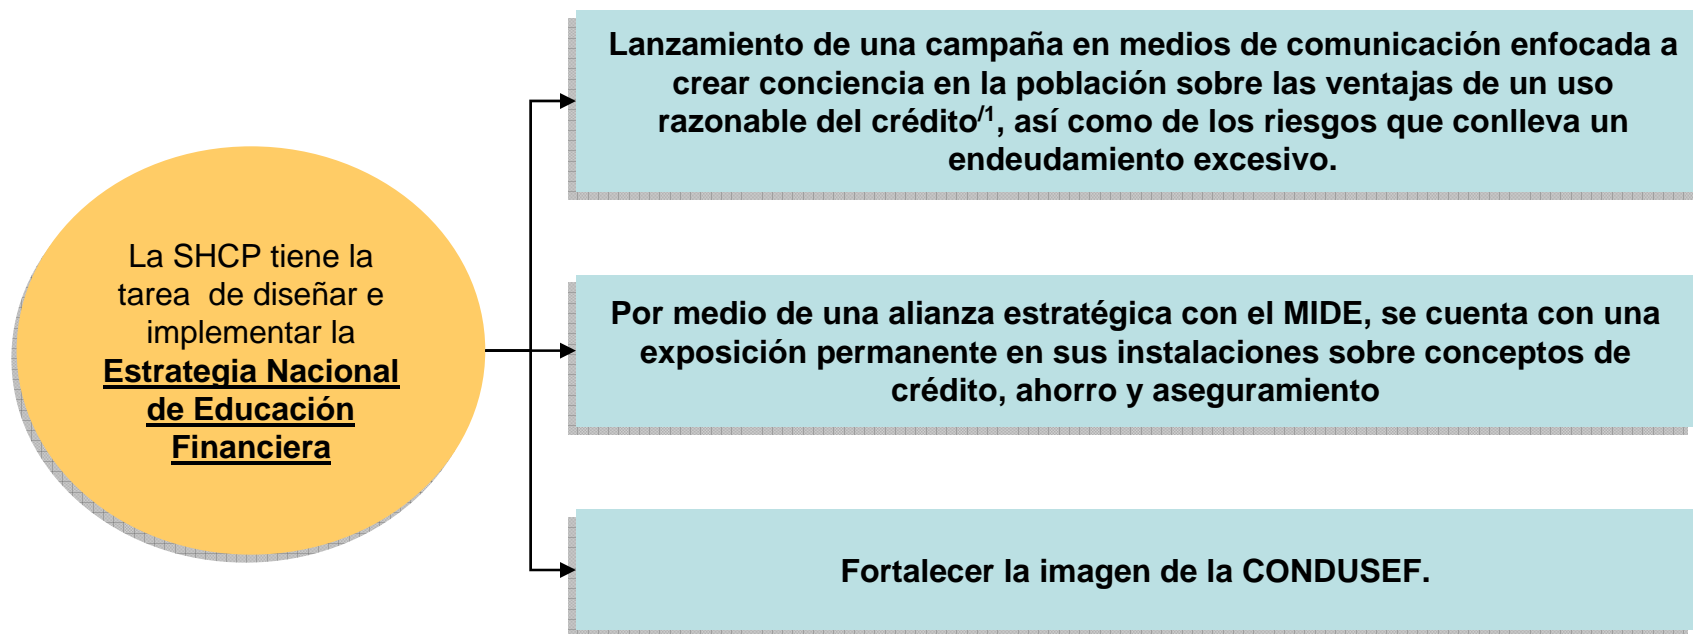 Lanzamiento de una campaña en medios de comunicación enfocada a
crear conciencia en la población sobre las ventajas de un uso
razonable del crédito/1, así como de los riesgos que conlleva un
endeudamiento excesivo.
La SHCP tiene la
tarea de diseñar e
implementar la
Estrategia Nacional
de Educación
Financiera
Por medio de una alianza estratégica con el MIDE, se cuenta con una
exposición permanente en sus instalaciones sobre conceptos de
crédito, ahorro y aseguramiento
Fortalecer la imagen de la CONDUSEF.